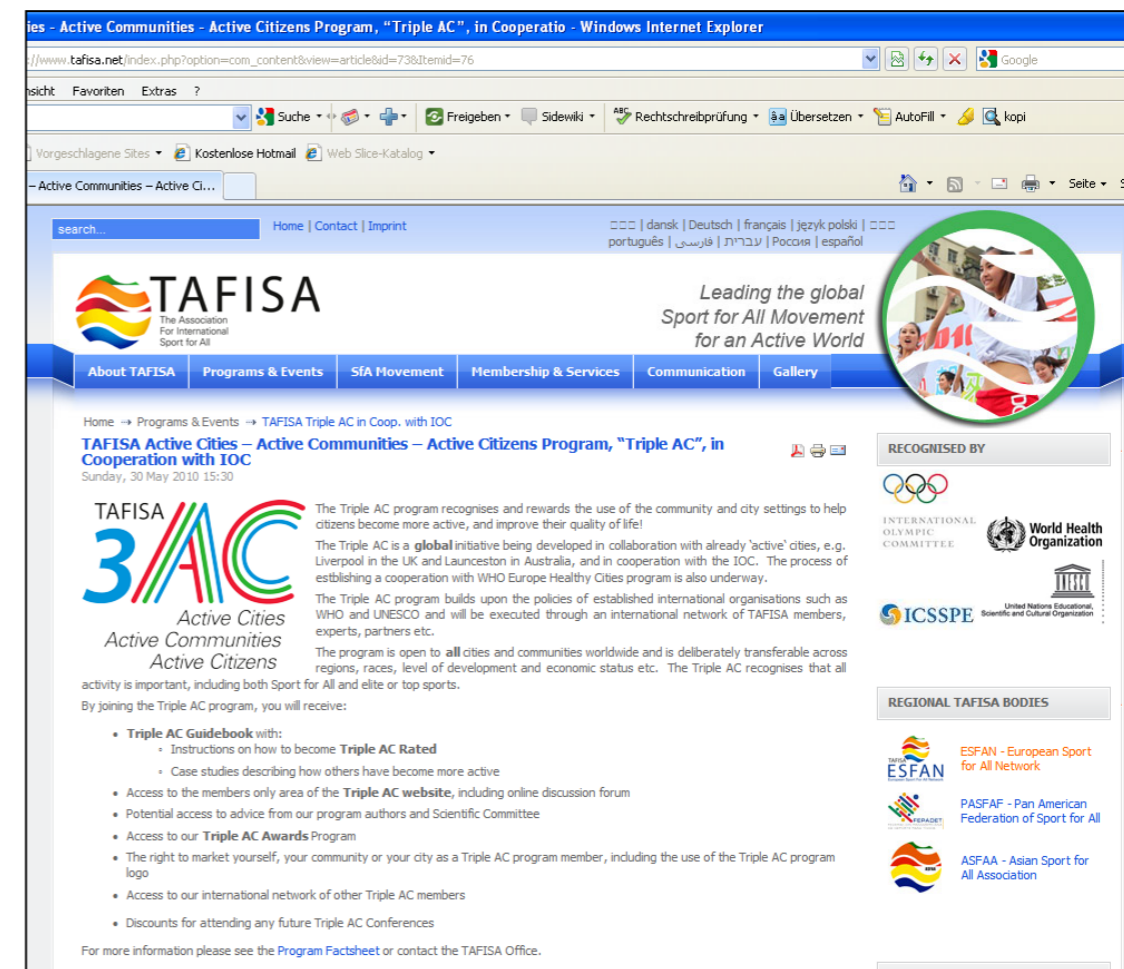 ies - Active Communities - Active Citizens Program, “Triple AC”, in Cooperatio - Windows Internet Explorer
://www.tafisa.net/index.php?option=com_content&view=article&id=73&Itemid=76
Google
nsicht Favoriten Extras ?
Suche Freigeben Sidewiki Rechtschreibprüfung Übersetzen AutoFill kopi
Vorgeschlagene Sites Kostenlose Hotmail Web Slice-Katalog
– Active Communities – Active Ci...
Seite
search...
Home | Contact | Imprint
□□□ | dansk | Deutsch | français | język polski | □□□
português | فارسی | עברית | Россия | español
TAFISA
The Association
For International
Sport for All
Leading the global
Sport for All Movement
for an Active World
About TAFISA Programs & Events SfA Movement Membership & Services Communication Gallery
Home → Programs & Events → TAFISA Triple AC in Coop. with IOC
TAFISA Active Cities – Active Communities – Active Citizens Program, “Triple AC”, in
Cooperation with IOC
Sunday, 30 May 2010 15:30
TAFISA
3AC
Active Cities
Active Communities
Active Citizens
The Triple AC program recognises and rewards the use of the community and city settings to help
citizens become more active, and improve their quality of life!
The Triple AC is a global initiative being developed in collaboration with already ‘active’ cities, e.g.
Liverpool in the UK and Launceston in Australia, and in cooperation with the IOC. The process of
estblishing a cooperation with WHO Europe Healthy Cities program is also underway.
The Triple AC program builds upon the policies of established international organisations such as
WHO and UNESCO and will be executed through an international network of TAFISA members,
experts, partners etc.
The program is open to all cities and communities worldwide and is deliberately transferable across
regions, races, level of development and economic status etc. The Triple AC recognises that all
activity is important, including both Sport for All and elite or top sports.
By joining the Triple AC program, you will receive:
• Triple AC Guidebook with:
◦ Instructions on how to become Triple AC Rated
◦ Case studies describing how others have become more active
• Access to the members only area of the Triple AC website, including online discussion forum
• Potential access to advice from our program authors and Scientific Committee
• Access to our Triple AC Awards Program
• The right to market yourself, your community or your city as a Triple AC program member, including the use of the Triple AC program
logo
• Access to our international network of other Triple AC members
• Discounts for attending any future Triple AC Conferences
For more information please see the Program Factsheet or contact the TAFISA Office.
RECOGNISED BY
INTERNATIONAL
OLYMPIC
COMMITTEE
World Health
Organization
ICSSPE
United Nations Educational,
Scientific and Cultural Organization
REGIONAL TAFISA BODIES
TAFISA
ESFAN
ESFAN - European Sport
for All Network
PASFAF - Pan American
Federation of Sport for All
ASFAA - Asian Sport for
All Association